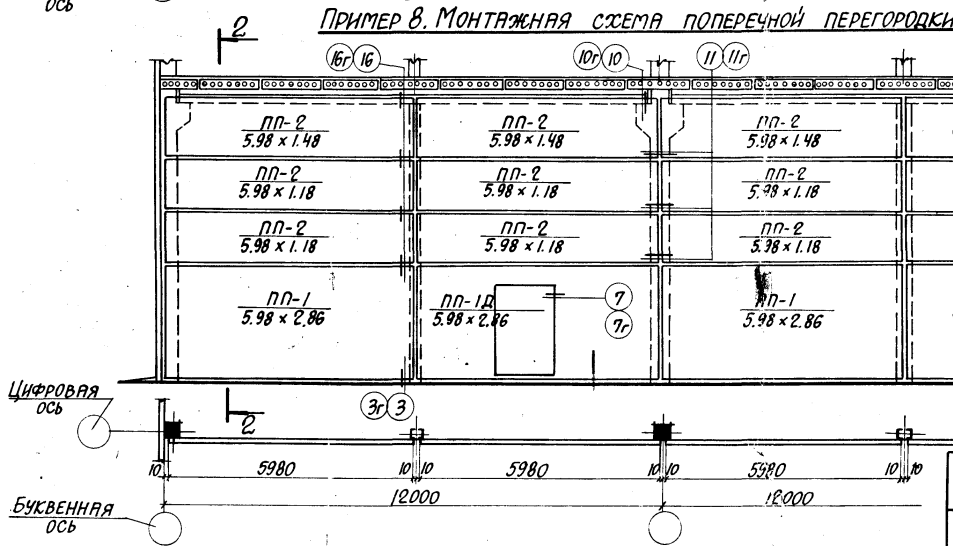 ось
ПРИМЕР 8. МОНТАЖНАЯ СХЕМА ПОПЕРЕЧНОЙ ПЕРЕГОРОДКИ
2
16г 16 10г 10 11 11г
ПП-2 ПП-2 ПП-2
5.98 × 1.48 5.98 × 1.48 5.98 × 1.48
ПП-2 ПП-2 ПП-2
5.98 × 1.18 5.98 × 1.18 5.98 × 1.18
ПП-2 ПП-2 ПП-2
5.98 × 1.18 5.98 × 1.18 5.98 × 1.18
ПП-1 ПП-1Д ПП-1
5.98 × 2.86 5.98 × 2.86 5.98 × 2.86
7
7г
ЦИФРОВАЯ
ОСЬ
3г 3
2
10 5980 10 10 5980 10 10 5980 10 10
12000 12000
БУКВЕННАЯ
ОСЬ